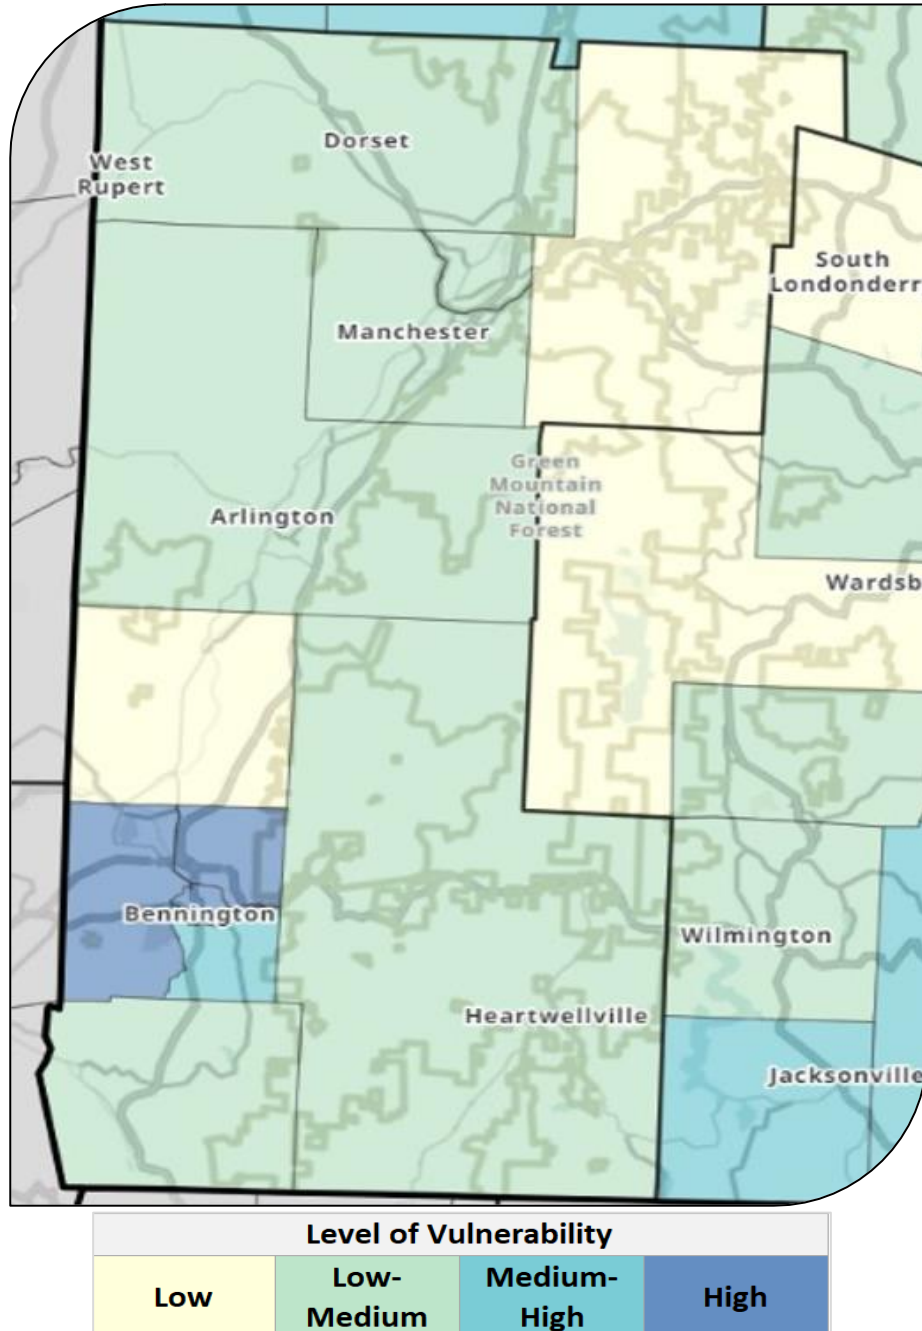 Dorset
West
Rupert
South
Londonderr
Manchester
Green
Mountain
National
Forest
Arlington
Wardsb
Bennington
Wilmington
Heartwellville
Jacksonville
Level of Vulnerability
Low
Low-
Medium
Medium-
High
High